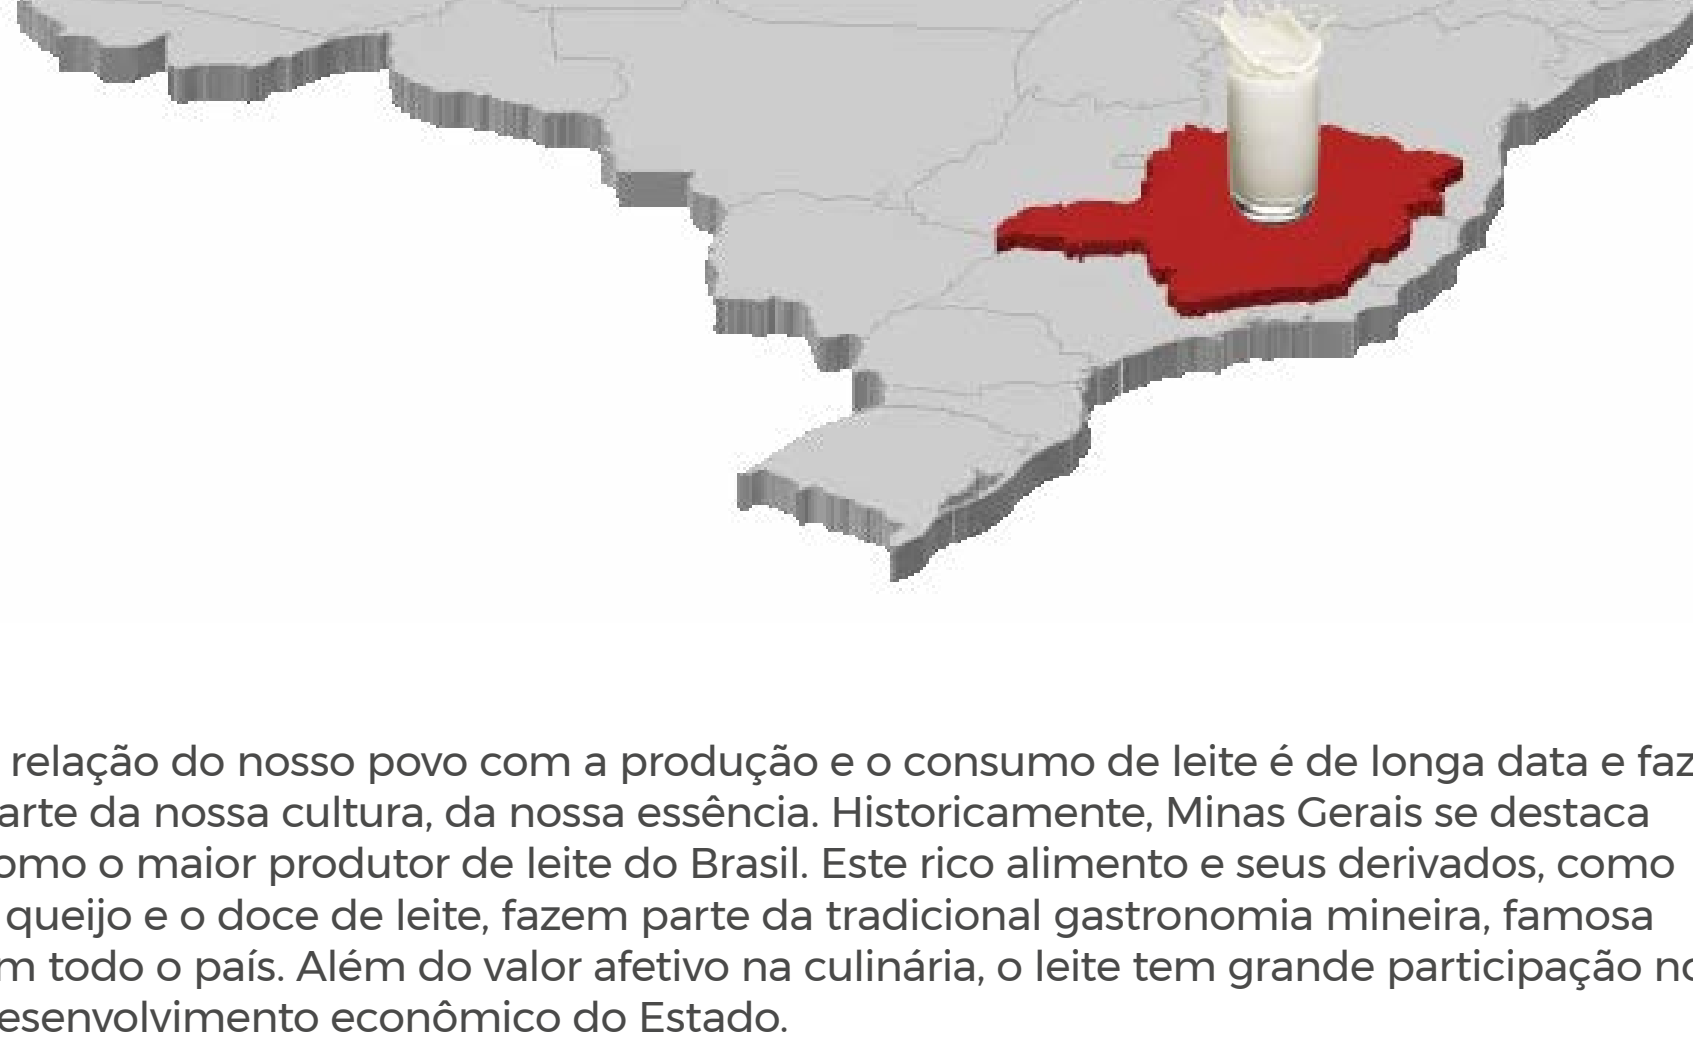 relação do nosso povo com a produção e o consumo de leite é de longa data e faz
arte da nossa cultura, da nossa essência. Historicamente, Minas Gerais se destaca
omo o maior produtor de leite do Brasil. Este rico alimento e seus derivados, como
queijo e o doce de leite, fazem parte da tradicional gastronomia mineira, famosa
m todo o país. Além do valor afetivo na culinária, o leite tem grande participação no
esenvolvimento econômico do Estado.